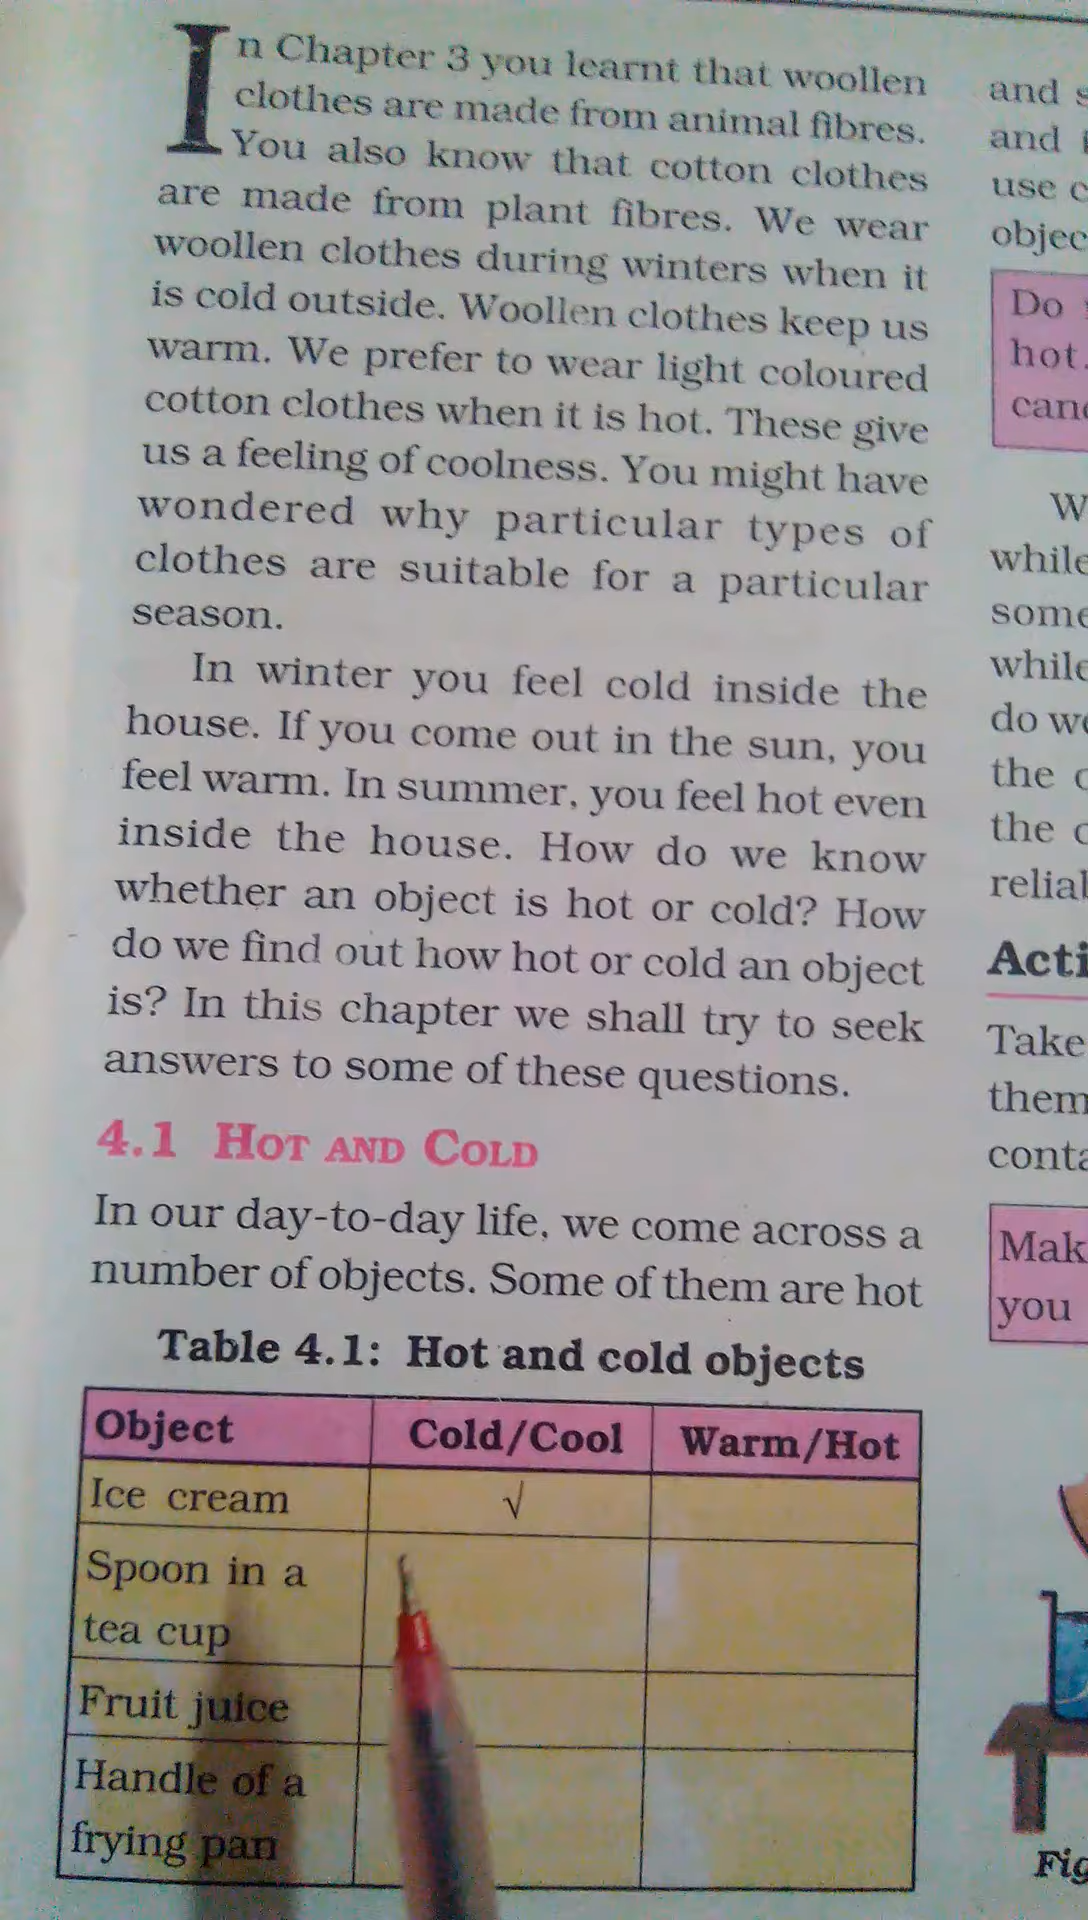 In Chapter 3 you learnt that woollen
clothes are made from animal fibres.
You also know that cotton clothes
are made from plant fibres. We wear
woollen clothes during winters when it
is cold outside. Woollen clothes keep us
warm. We prefer to wear light coloured
cotton clothes when it is hot. These give
us a feeling of coolness. You might have
wondered why particular types of
clothes are suitable for a particular
season.
In winter you feel cold inside the
house. If you come out in the sun, you
feel warm. In summer, you feel hot even
inside the house. How do we know
whether an object is hot or cold? How
do we find out how hot or cold an object
is? In this chapter we shall try to seek
answers to some of these questions.
4.1 HOT AND COLD
In our day-to-day life, we come across a
number of objects. Some of them are hot
Table 4.1: Hot and cold objects
Object Cold/Cool Warm/Hot
Ice cream √
Spoon in a
tea cup
Fruit juice
Handle of a
frying pan
and
and
use
Do
hot.
W
while
some
while
do we
the
the
Acti
Take
them
Mak
you
Fig